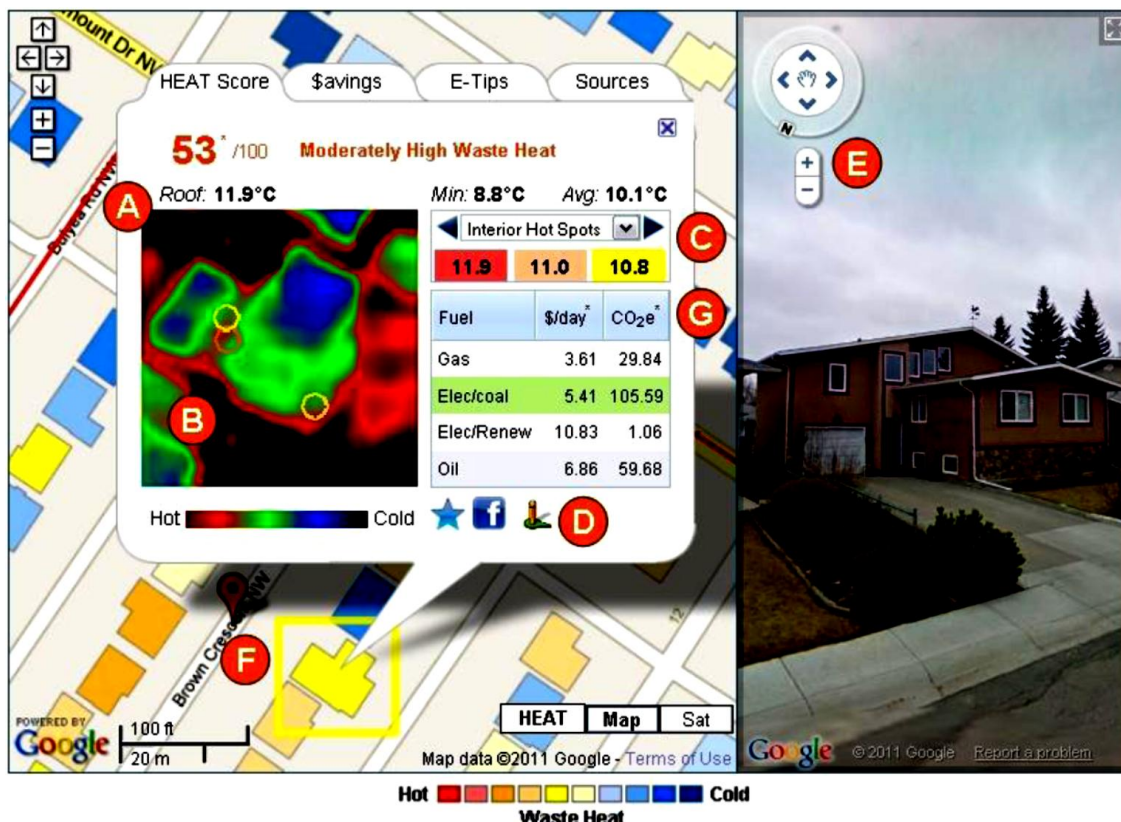 mount Dr NW
HEAT Score
$avings
E-Tips
Sources
53* /100 Moderately High Waste Heat
A
Roof: 11.9°C
Min: 8.8°C Avg: 10.1°C
Interior Hot Spots
C
11.9 11.0 10.8
Fuel $/day* CO2e*
G
Gas 3.61 29.84
Elec/coal 5.41 105.59
Elec/Renew 10.83 1.06
Oil 6.86 59.68
B
Hot Cold
f
D
Dalyea Rd NW
Brown Crescent NW
F
12
POWERED BY
Google
100 ft
20 m
HEAT Map Sat
Map data ©2011 Google - Terms of Use
N
E
Google © 2011 Google Report a problem
Hot Cold
Waste Heat